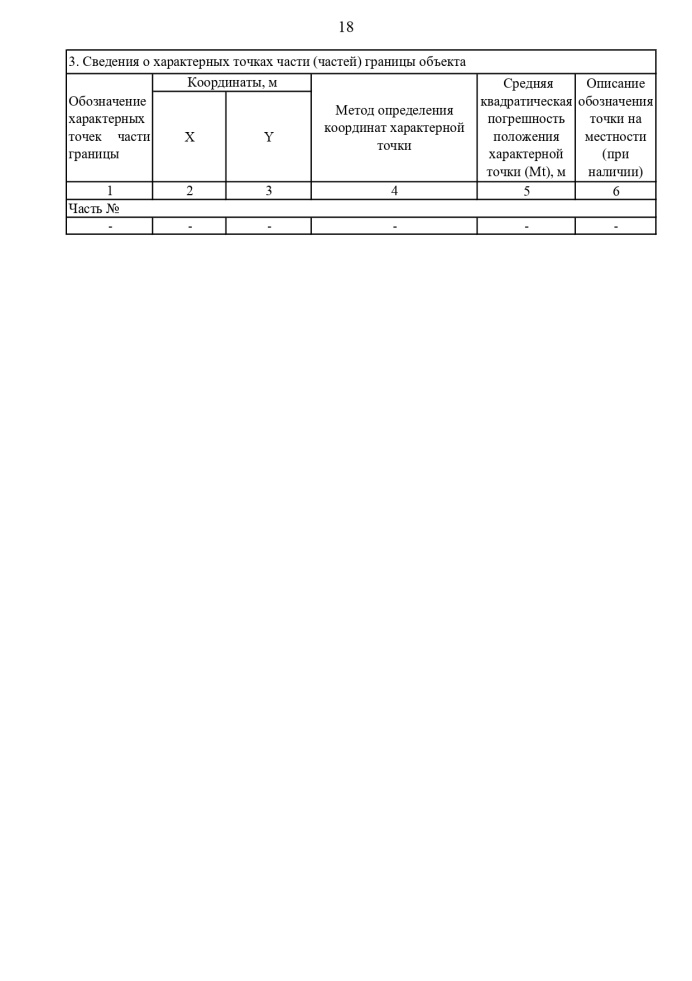 18
3. Сведения о характерных точках части (частей) границы объекта
Обозначение
характерных
точек части
границы
Координаты, м
X
Y
Метод определения
координат характерной
точки
Средняя
квадратическая
погрешность
положения
характерной
точки (Mt), м
Описание
обозначения
точки на
местности
(при
наличии)
1 2 3 4 5 6
Часть №
- - - - - -